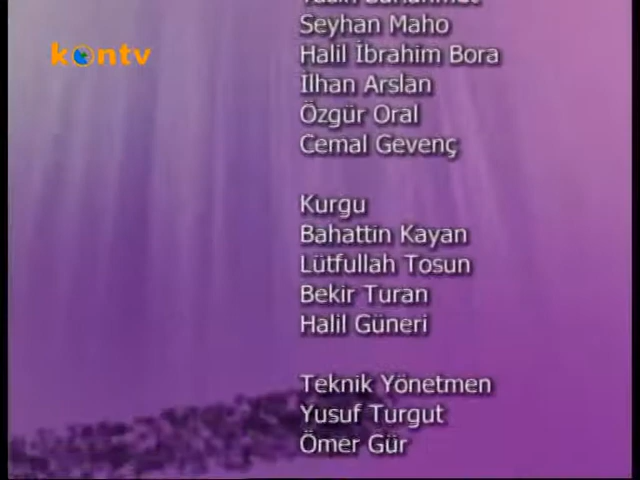 kontv
Seyhan Maho
Halil İbrahim Bora
İlhan Arslan
Özgür Oral
Cemal Gevenç
Kurgu
Bahattin Kayan
Lütfullah Tosun
Bekir Turan
Halil Güneri
Teknik Yönetmen
Yusuf Turgut
Ömer Gür